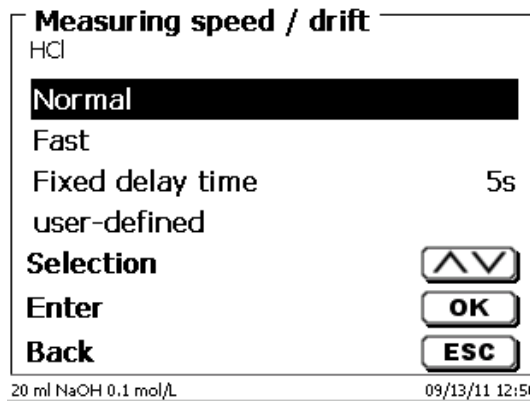 Measuring speed / drift
HCl
Normal
Fast
Fixed delay time 5s
user-defined
Selection
Enter OK
Back ESC
20 ml NaOH 0.1 mol/L 09/13/11 12:50